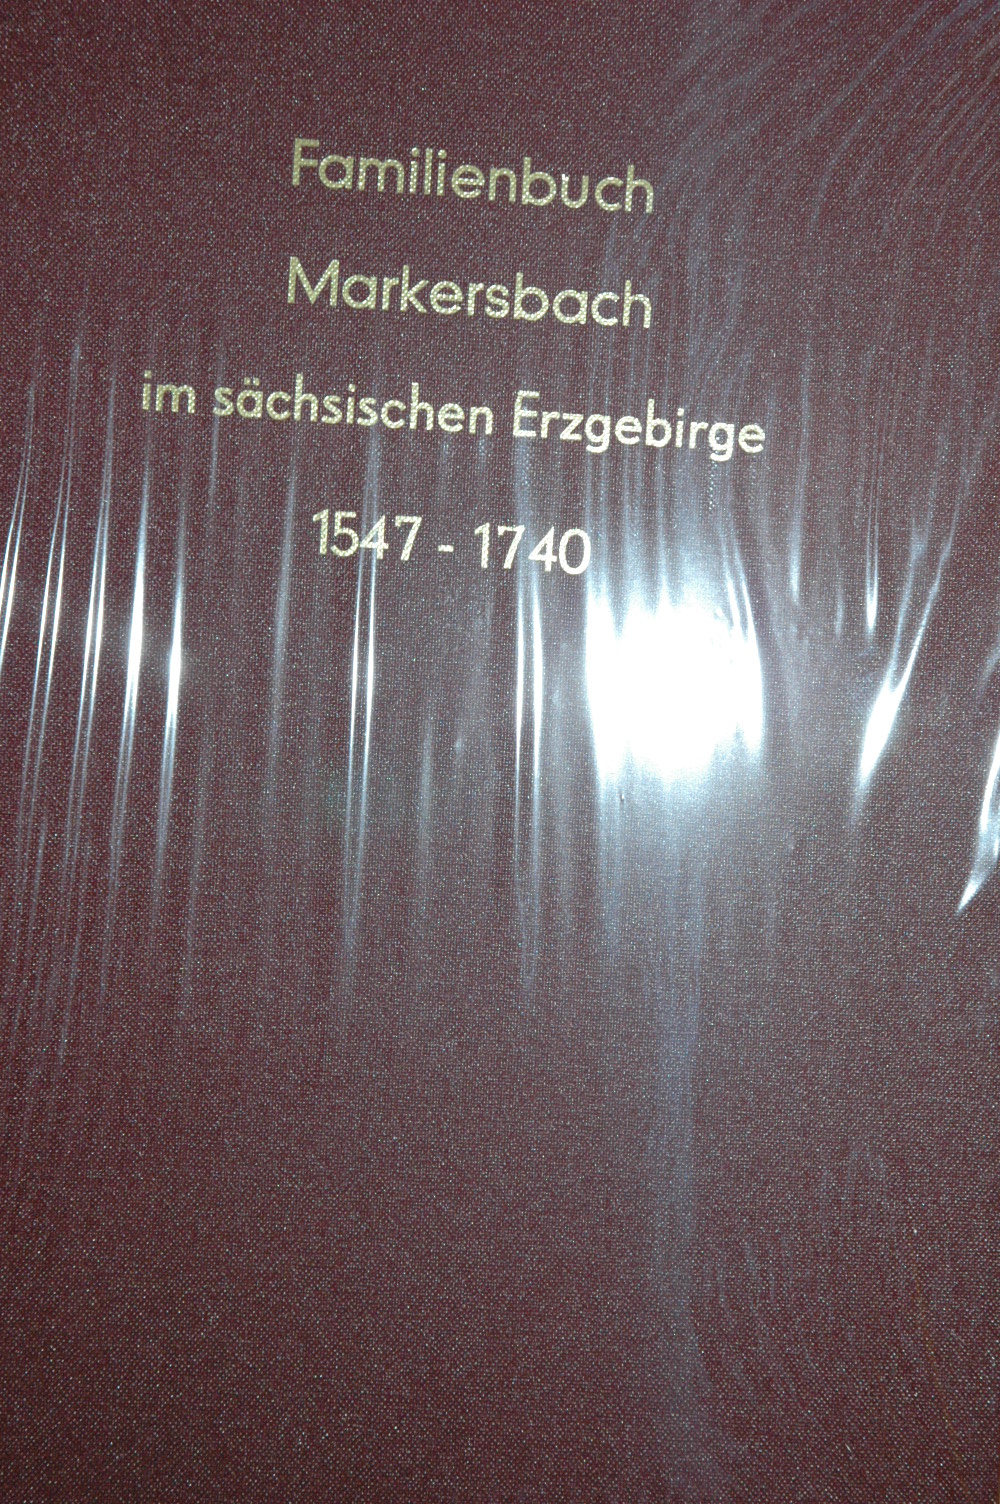 Familienbuch
Markersbach
im sächsischen Erzgebirge
1547 - 1740